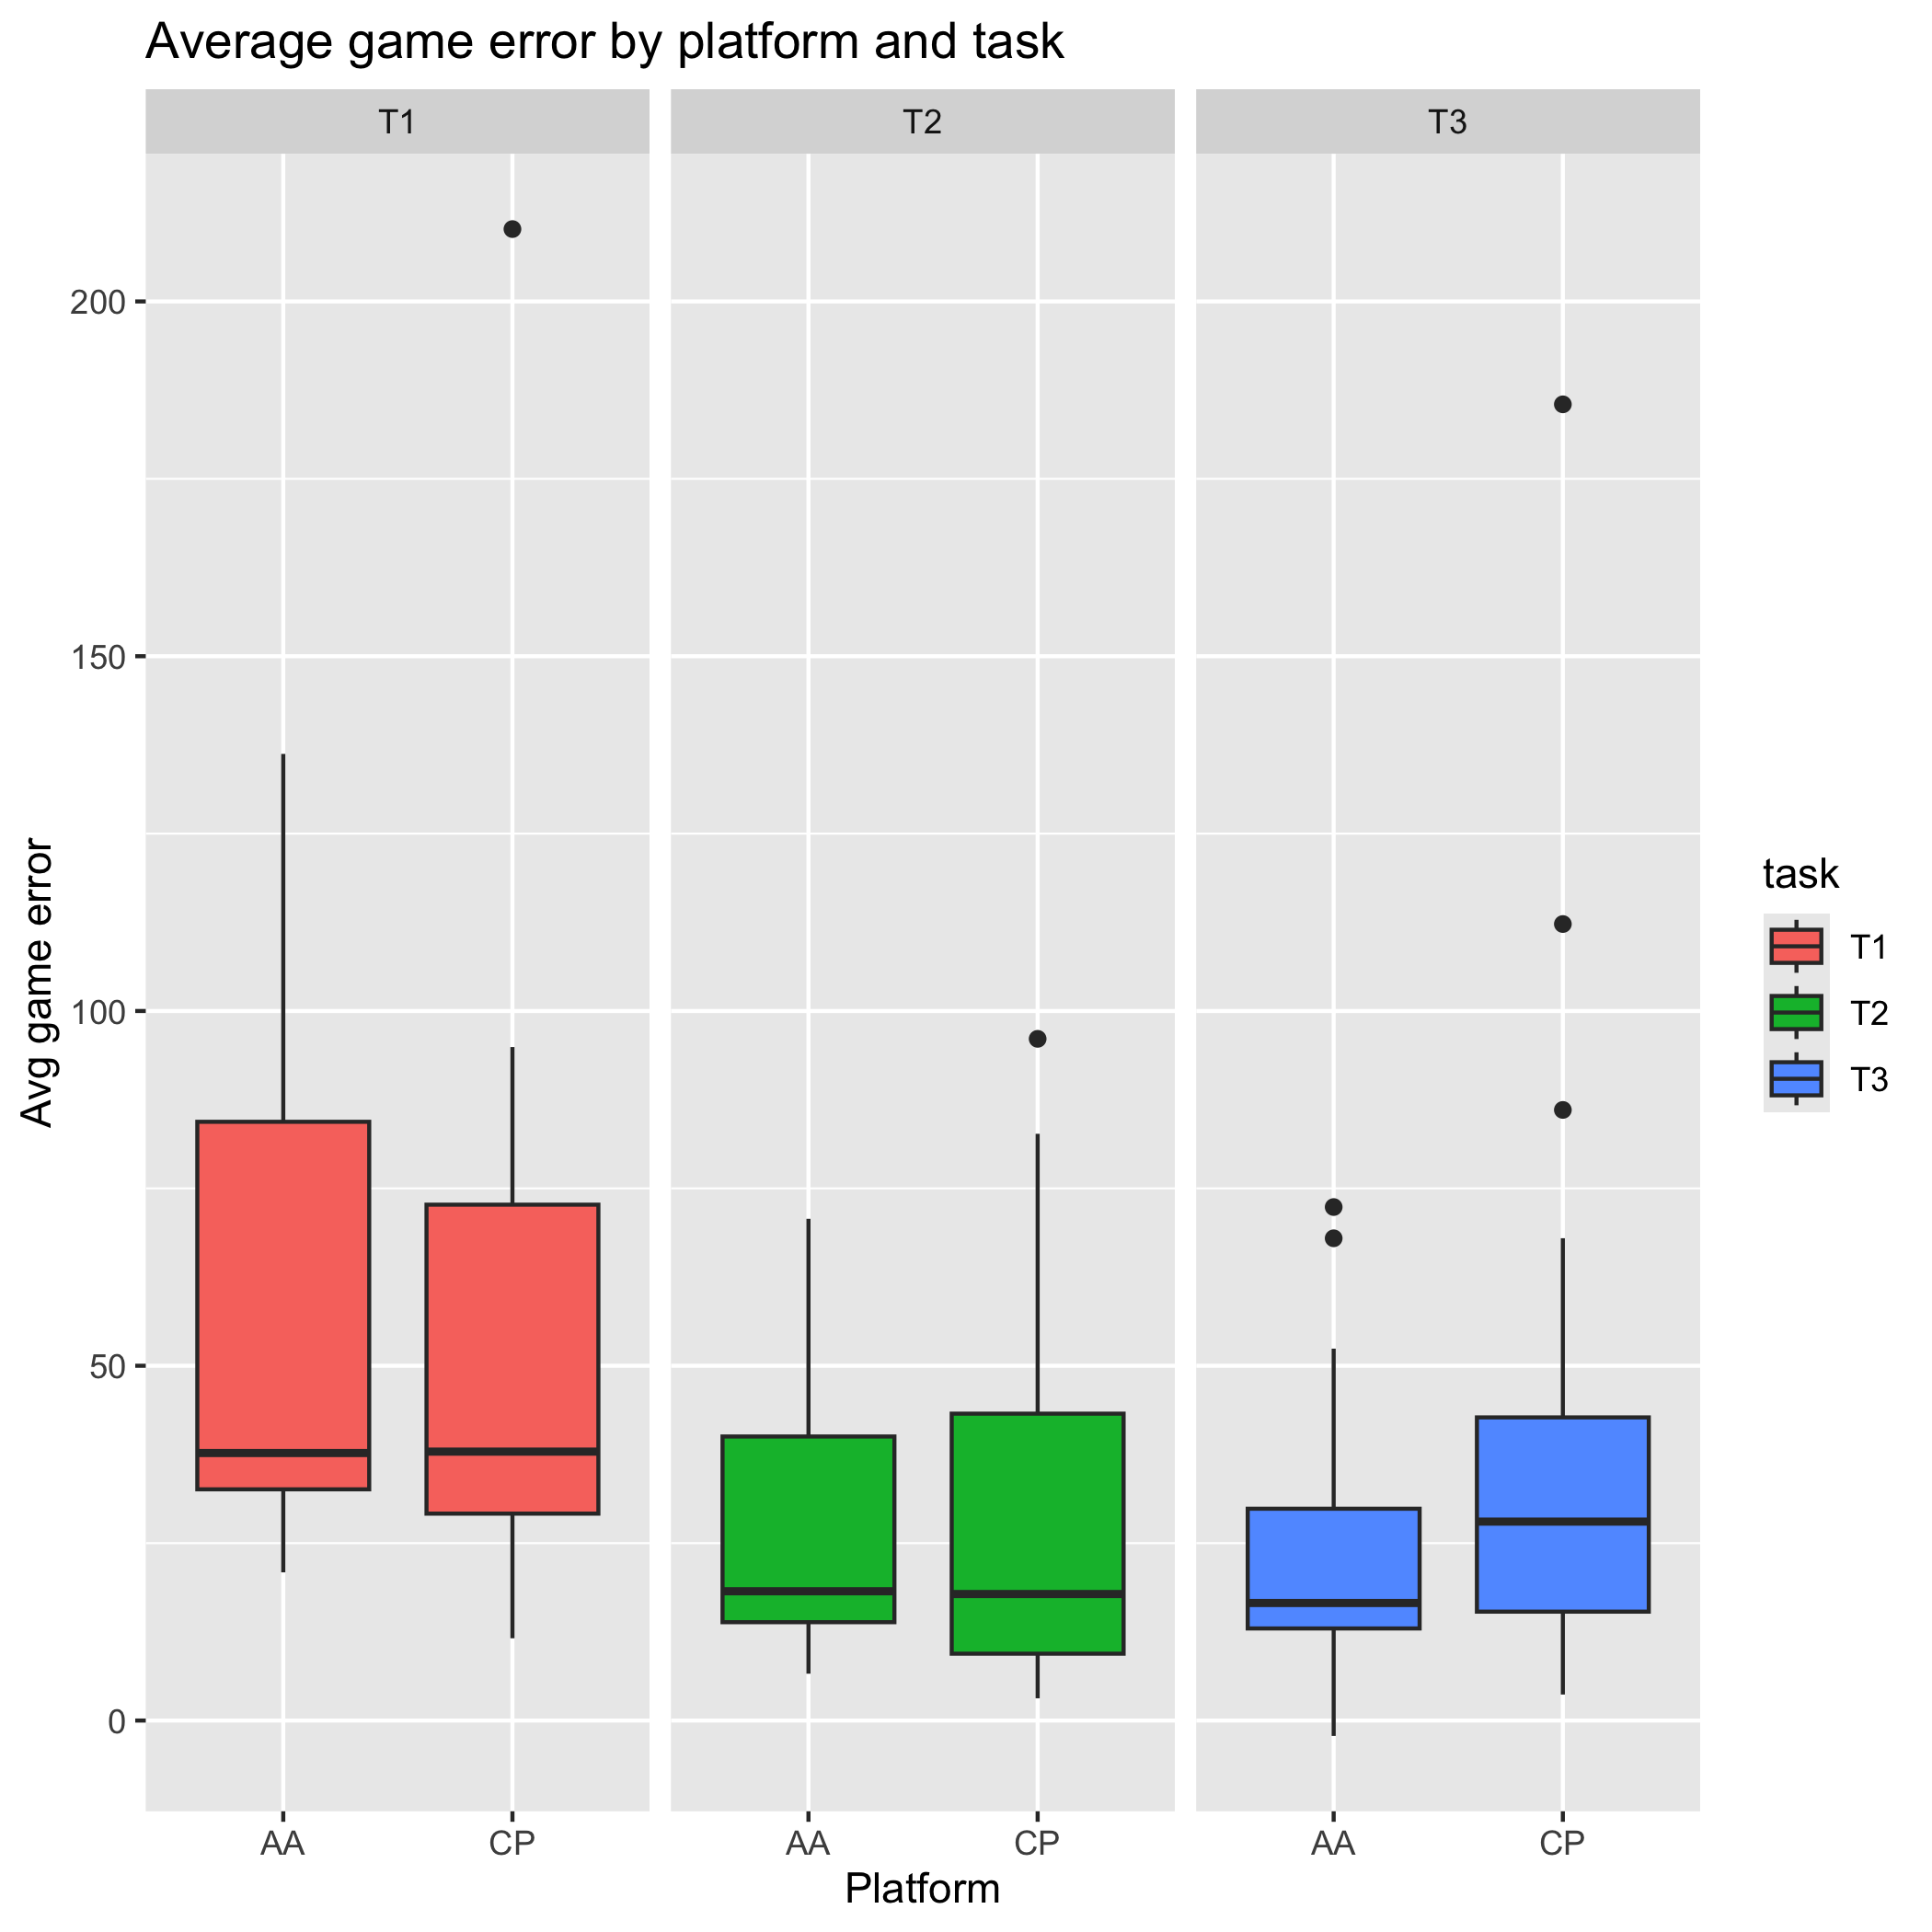 Average game error by platform and task
T1
T2
T3
200
150
100
50
0
Avg game error
AA
CP
AA
CP
AA
CP
Platform
task
T1
T2
T3